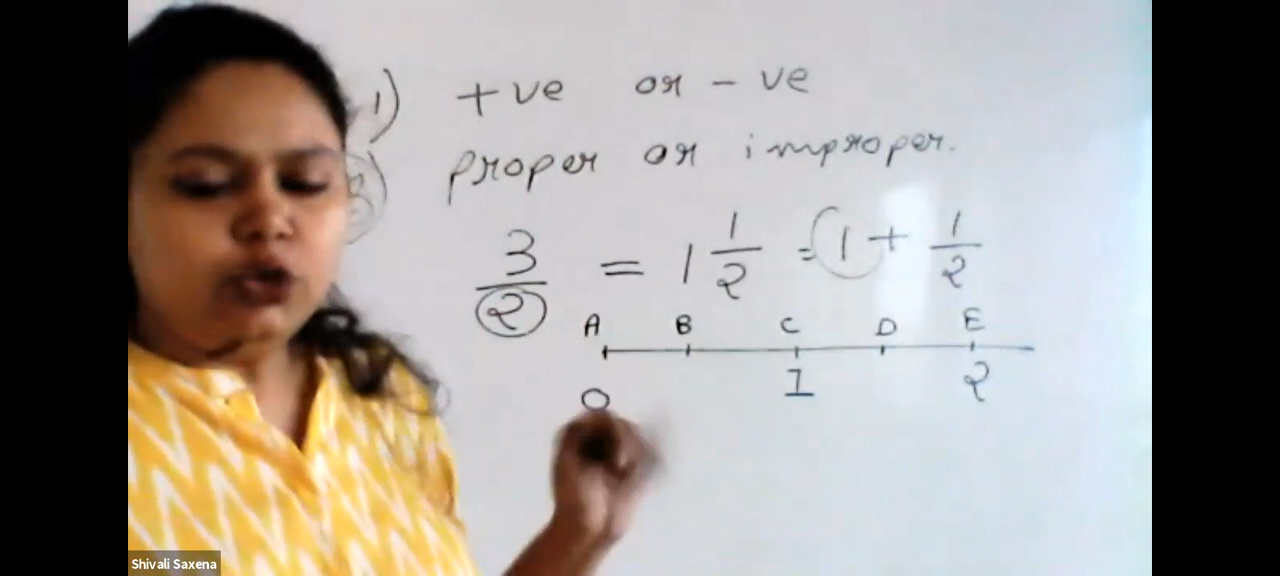 1) +ve or - ve
proper or improper.
3/2 = 1 1/2 = 1 + 1/2
A B C D E
0 1 2
Shivali Saxena